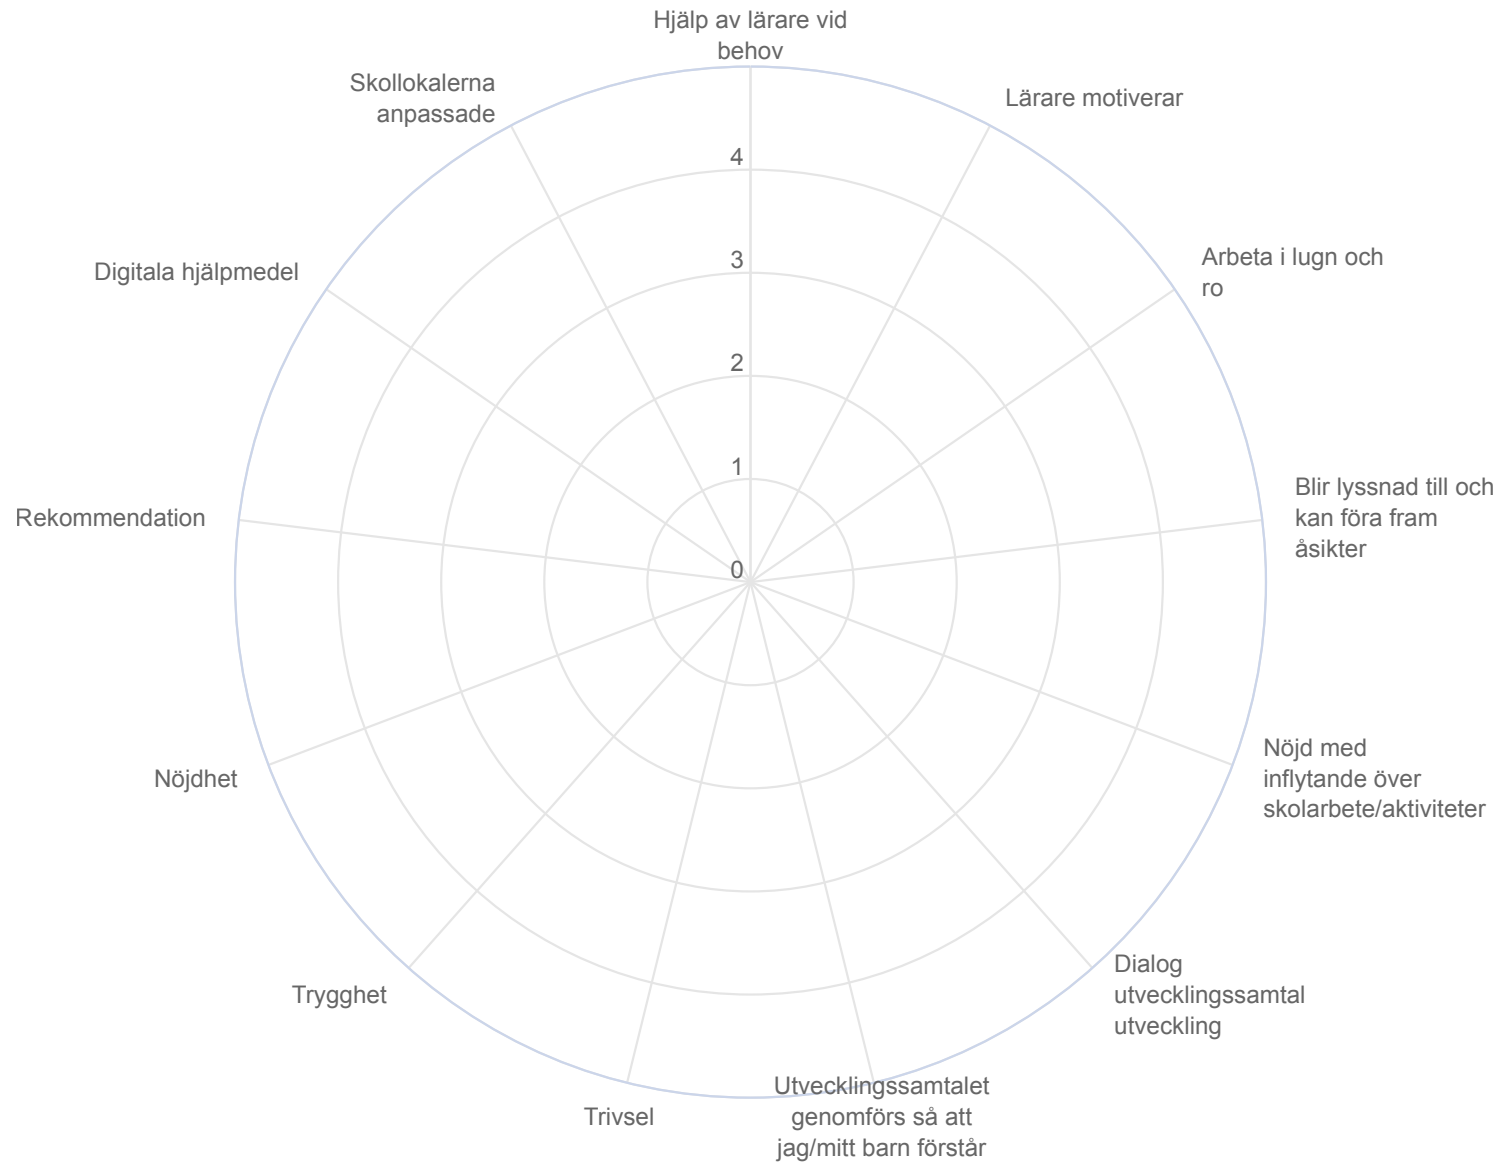 Hjälp av lärare vid
behov
Skollokalerna
anpassade
Lärare motiverar
4
3
2
1
0
Arbeta i lugn och
ro
Digitala hjälpmedel
Blir lyssnad till och
kan föra fram
åsikter
Rekommendation
Nöjd med
inflytande över
skolarbete/aktiviteter
Nöjdhet
Dialog
utvecklingssamtal
utveckling
Trygghet
Utvecklingssamtalet
genomförs så att
jag/mitt barn förstår
Trivsel